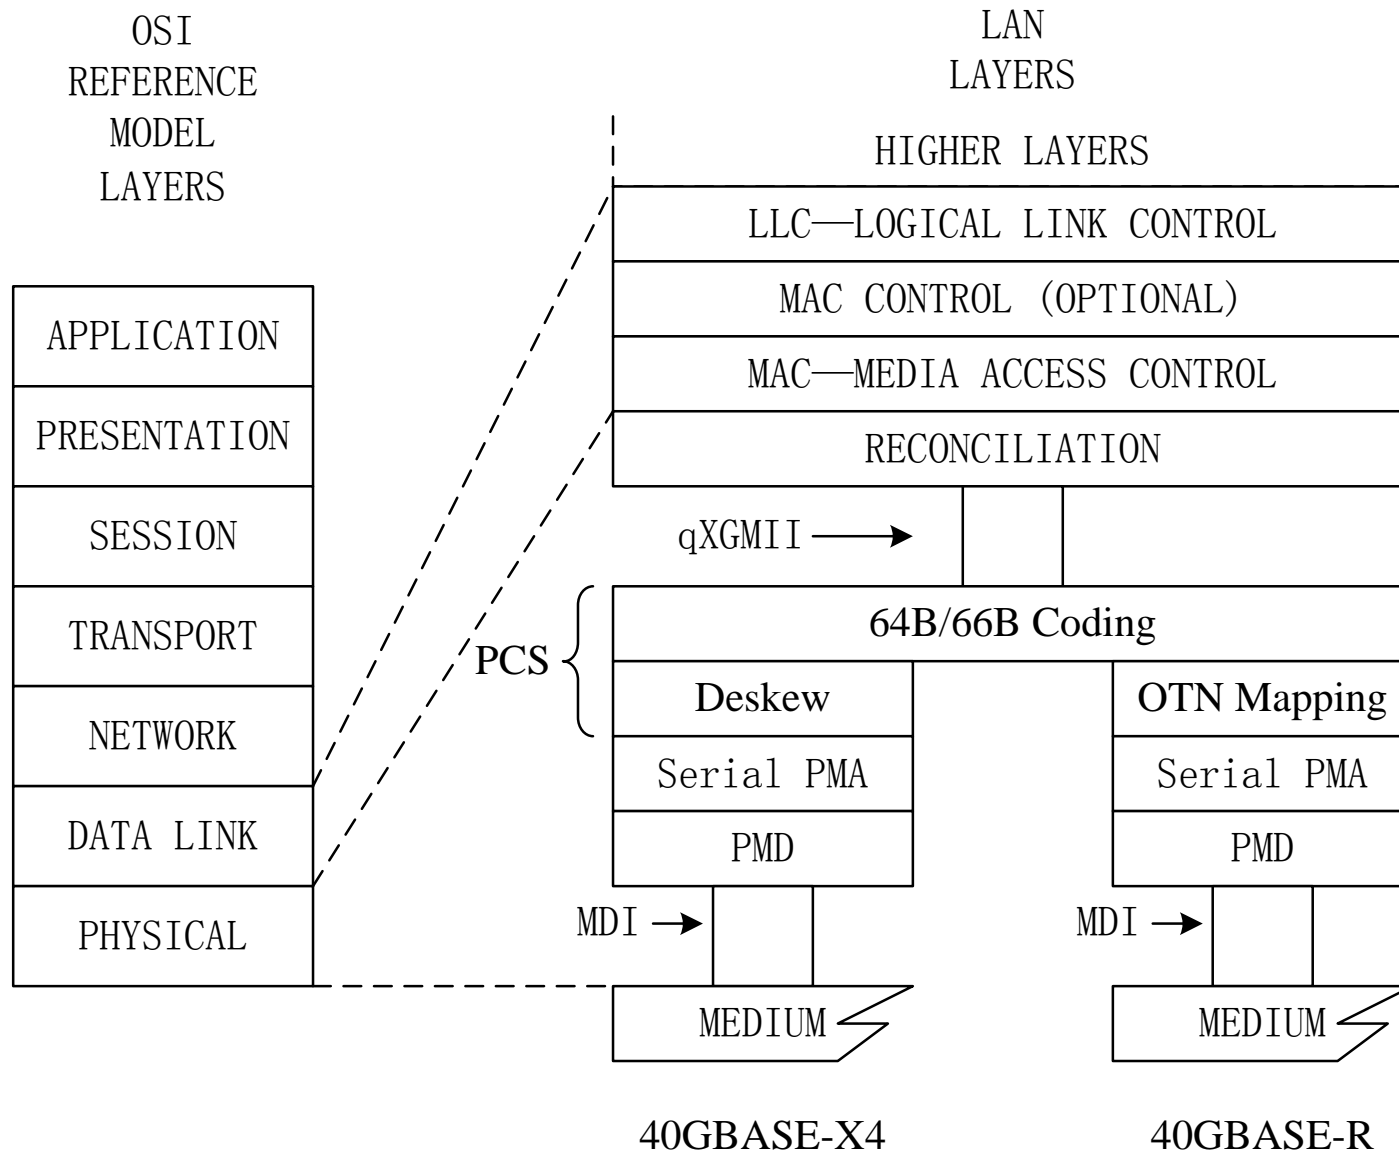 OSI
REFERENCE
MODEL
LAYERS
APPLICATION
PRESENTATION
SESSION
TRANSPORT
NETWORK
DATA LINK
PHYSICAL
LAN
LAYERS
HIGHER LAYERS
LLC—LOGICAL LINK CONTROL
MAC CONTROL (OPTIONAL)
MAC—MEDIA ACCESS CONTROL
RECONCILIATION
qXGMII
64B/66B Coding
PCS
Deskew
OTN Mapping
Serial PMA
Serial PMA
PMD
PMD
MDI
MDI
MEDIUM
MEDIUM
40GBASE-X4
40GBASE-R